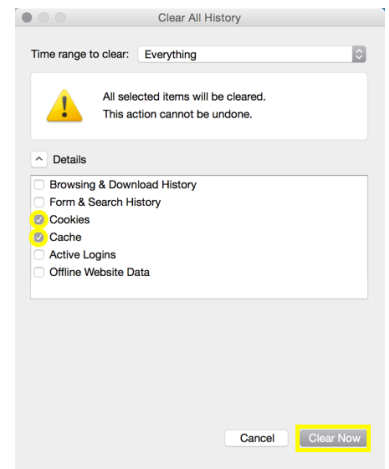 Clear All History
Time range to clear: Everything
All selected items will be cleared.
This action cannot be undone.
Details
Browsing & Download History
Form & Search History
Cookies
Cache
Active Logins
Offline Website Data
Cancel Clear Now